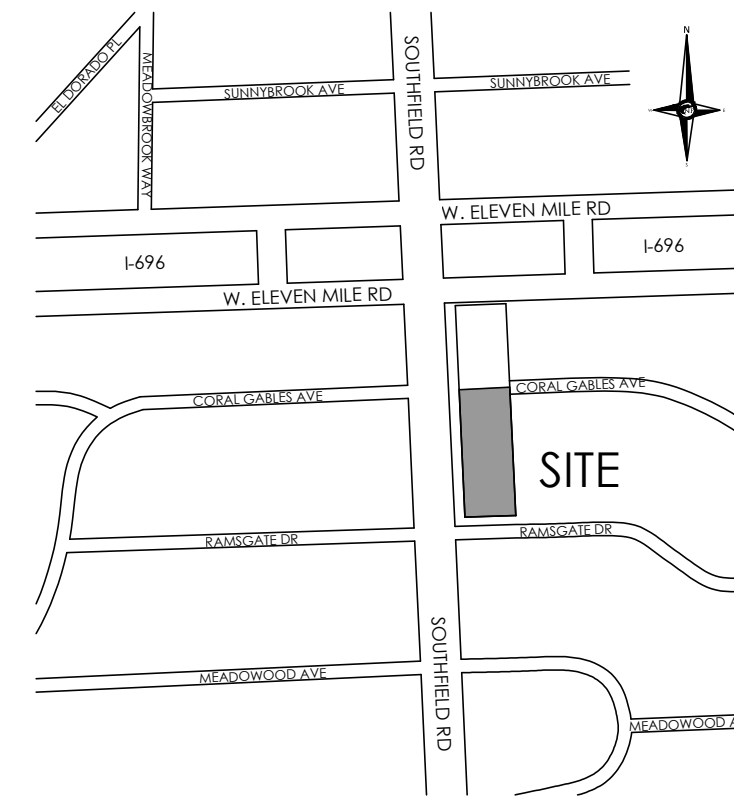 N
EL DORADO PL
MEADOWBROOK WAY
SUNNYBROOK AVE
SOUTHFIELD RD
SUNNYBROOK AVE
W
E
S
W. ELEVEN MILE RD
I-696
I-696
W. ELEVEN MILE RD
CORAL GABLES AVE
CORAL GABLES AVE
SITE
RAMSGATE DR
RAMSGATE DR
SOUTHFIELD RD
MEADOWOOD AVE
MEADOWOOD A